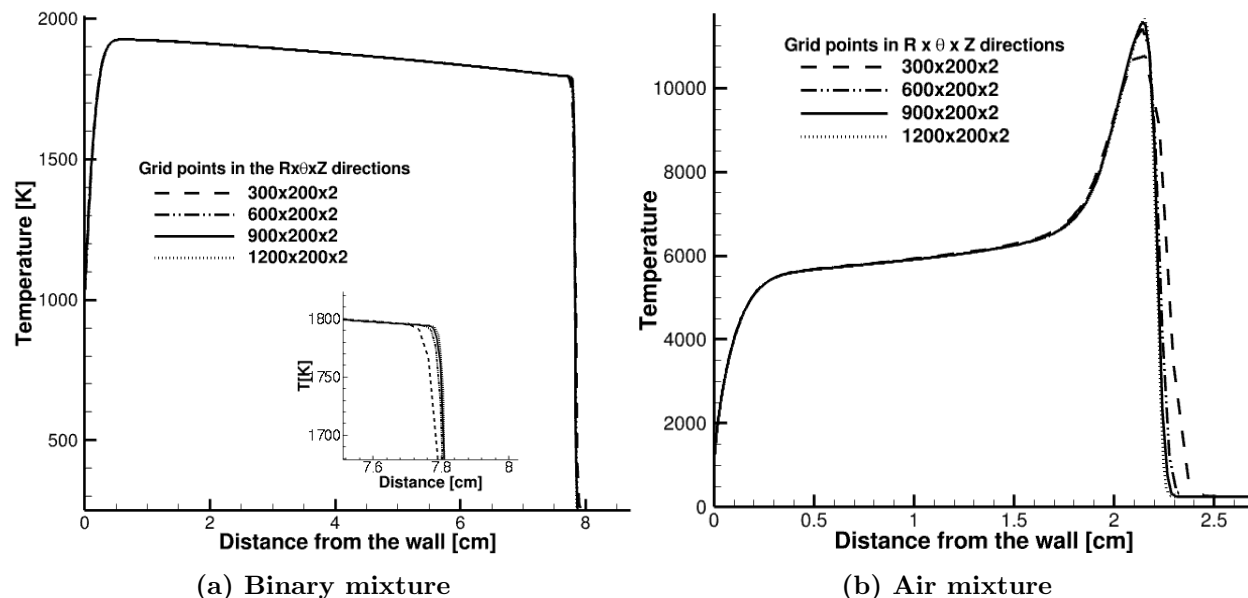 2000
1500
1000
500
Temperature [K]
Grid points in the RxθxZ directions
300x200x2
600x200x2
900x200x2
1200x200x2
1800
1750
1700
T[K]
7.6
7.8
8
Distance [cm]
0
2
4
6
8
Distance from the wall [cm]
(a) Binary mixture
10000
8000
6000
4000
2000
0
Temperature
Grid points in R x θ x Z directions
300x200x2
600x200x2
900x200x2
1200x200x2
0
0.5
1
1.5
2
2.5
Distance from the wall [cm]
(b) Air mixture